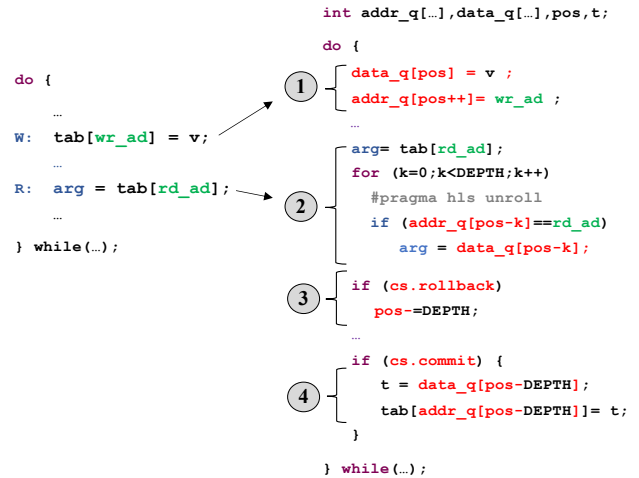 do {
…
W: tab[wr_ad] = v;
…
R: arg = tab[rd_ad];
…
} while(…);
int addr_q[…],data_q[…],pos,t;
do {
1
data_q[pos] = v ;
addr_q[pos++]= wr_ad ;
…
2
arg= tab[rd_ad];
for (k=0;k<DEPTH;k++)
#pragma hls unroll
if (addr_q[pos-k]==rd_ad)
arg = data_q[pos-k];
3
if (cs.rollback)
pos-=DEPTH;
…
4
if (cs.commit) {
t = data_q[pos-DEPTH];
tab[addr_q[pos-DEPTH]]= t;
}
} while(…);